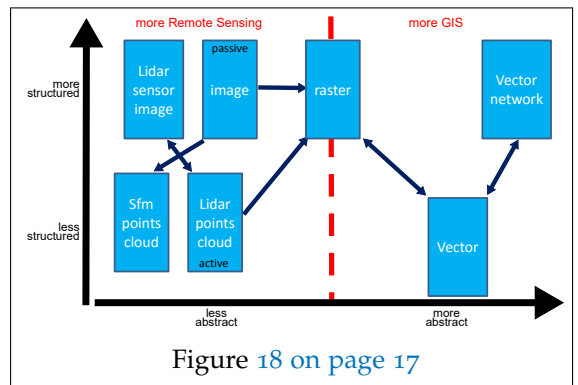 more Remote Sensing
more GIS
more
structured
Lidar
sensor
image
passive
image
raster
Vector
network
less
structured
Sfm
points
cloud
Lidar
points
cloud
active
Vector
less
abstract
more
abstract
Figure 18 on page 17